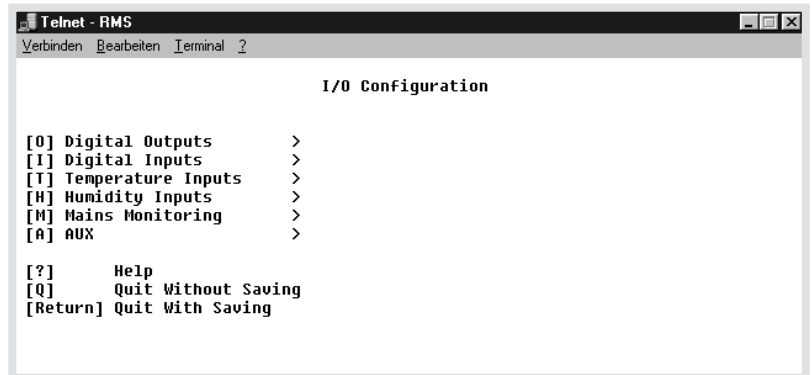 Telnet - RMS
Verbinden Bearbeiten Terminal ?
I/O Configuration
[O] Digital Outputs >
[I] Digital Inputs >
[T] Temperature Inputs >
[H] Humidity Inputs >
[M] Mains Monitoring >
[A] AUX >
[?] Help
[Q] Quit Without Saving
[Return] Quit With Saving